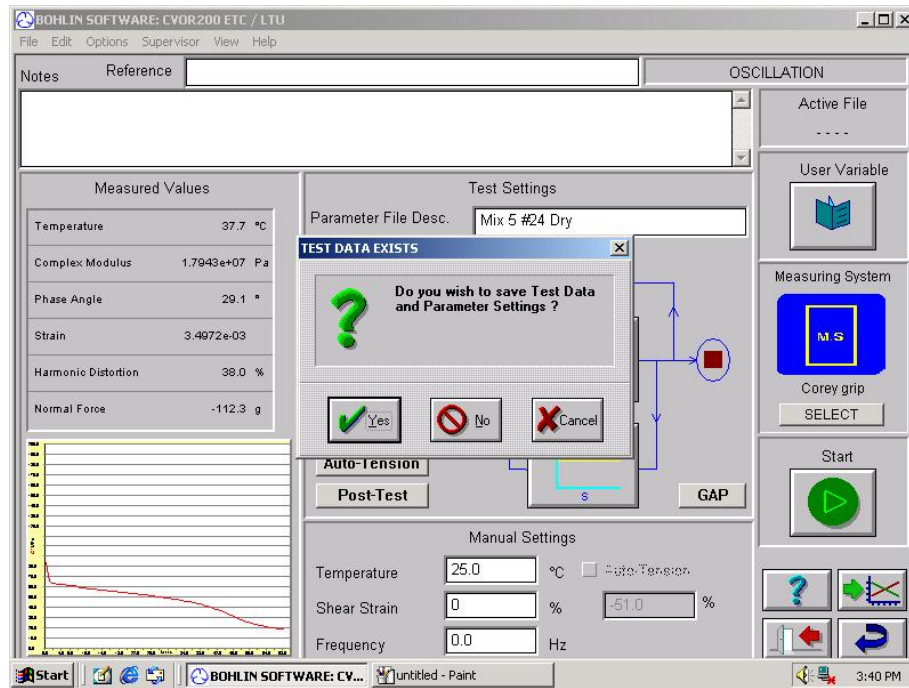 BOHLIN SOFTWARE: CVOR200 ETC / LTU
File Edit Options Supervisor View Help
Notes Reference OSCILLATION
Active File
----
User Variable
Measured Values
Temperature 37.7 °C
Complex Modulus 1.7943e+07 Pa
Phase Angle 29.1 °
Strain 3.4972e-03
Harmonic Distortion 38.0 %
Normal Force -112.3 g
Test Settings
Parameter File Desc. Mix 5 #24 Dry
TEST DATA EXISTS
Do you wish to save Test Data
and Parameter Settings ?
Yes No Cancel
Auto-Tension
Post-Test S GAP
Measuring System
M.S
Corey grip
SELECT
Start
Manual Settings
Temperature 25.0 °C Auto-Tension
Shear Strain 0 % -51.0 %
Frequency 0.0 Hz
Start BOHLIN SOFTWARE: CV... untitled - Paint 3:40 PM